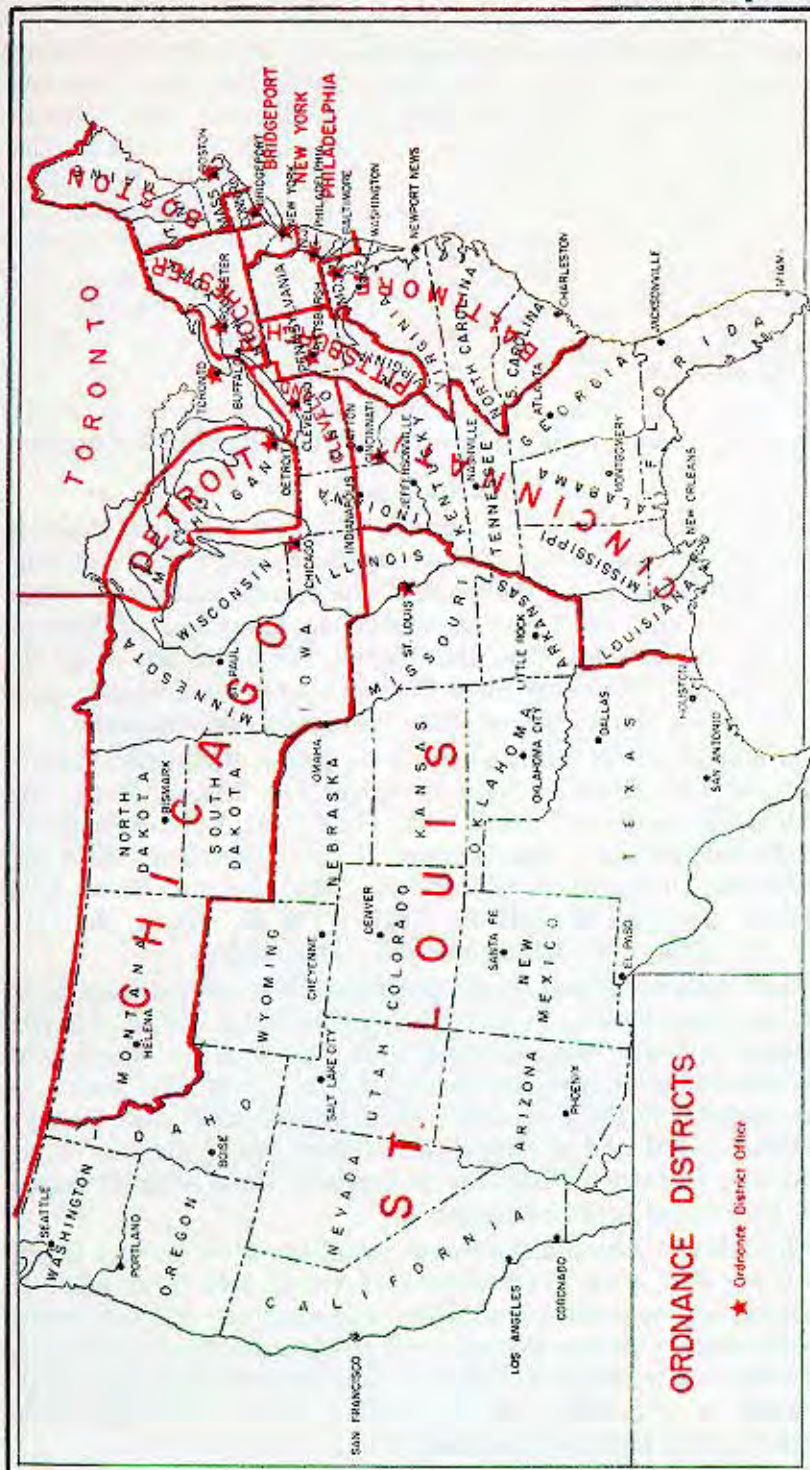 TORONTO
BOSTON
ROCHESTER
BRIDGEPORT
NEW YORK
PHILADELPHIA
PITTSBURGH
CLEVELAND
DETROIT
BALTIMORE
CINCINNATI
CHICAGO
ST. LOUIS
SEATTLE
WASHINGTON
PORTLAND
OREGON
IDAHO
BOISE
MONTANA
HELENA
NORTH DAKOTA
BISMARK
SOUTH DAKOTA
MINNESOTA
ST. PAUL
WISCONSIN
MICHIGAN
WYOMING
CHEYENNE
NEBRASKA
OMAHA
IOWA
ILLINOIS
CHICAGO
INDIANA
INDIANAPOLIS
OHIO
DETROIT
CLEVELAND
TORONTO
BUFFALO
PENNSYLVANIA
PITTSBURGH
MASS
BOSTON
BRIDGEPORT
NEW YORK
PHILADELPHIA
BALTIMORE
WASHINGTON
NEWPORT NEWS
VIRGINIA
CINCINNATI
JEFFERSONVILLE
KENTUCKY
NASHVILLE
TENNESSEE
NORTH CAROLINA
S. CAROLINA
CHARLESTON
ATLANTA
GEORGIA
JACKSONVILLE
FLORIDA
MIAMI
MONTGOMERY
ALABAMA
MISSISSIPPI
NEW ORLEANS
LOUISIANA
ARKANSAS
LITTLE ROCK
MISSOURI
ST. LOUIS
KANSAS
OKLAHOMA
OKLAHOMA CITY
DALLAS
TEXAS
HOUSTON
SAN ANTONIO
EL PASO
NEW MEXICO
SANTA FE
COLORADO
DENVER
UTAH
SALT LAKE CITY
ARIZONA
PHOENIX
NEVADA
CALIFORNIA
SAN FRANCISCO
LOS ANGELES
CORONADO
ORDNANCE DISTRICTS
Ordnance District Office